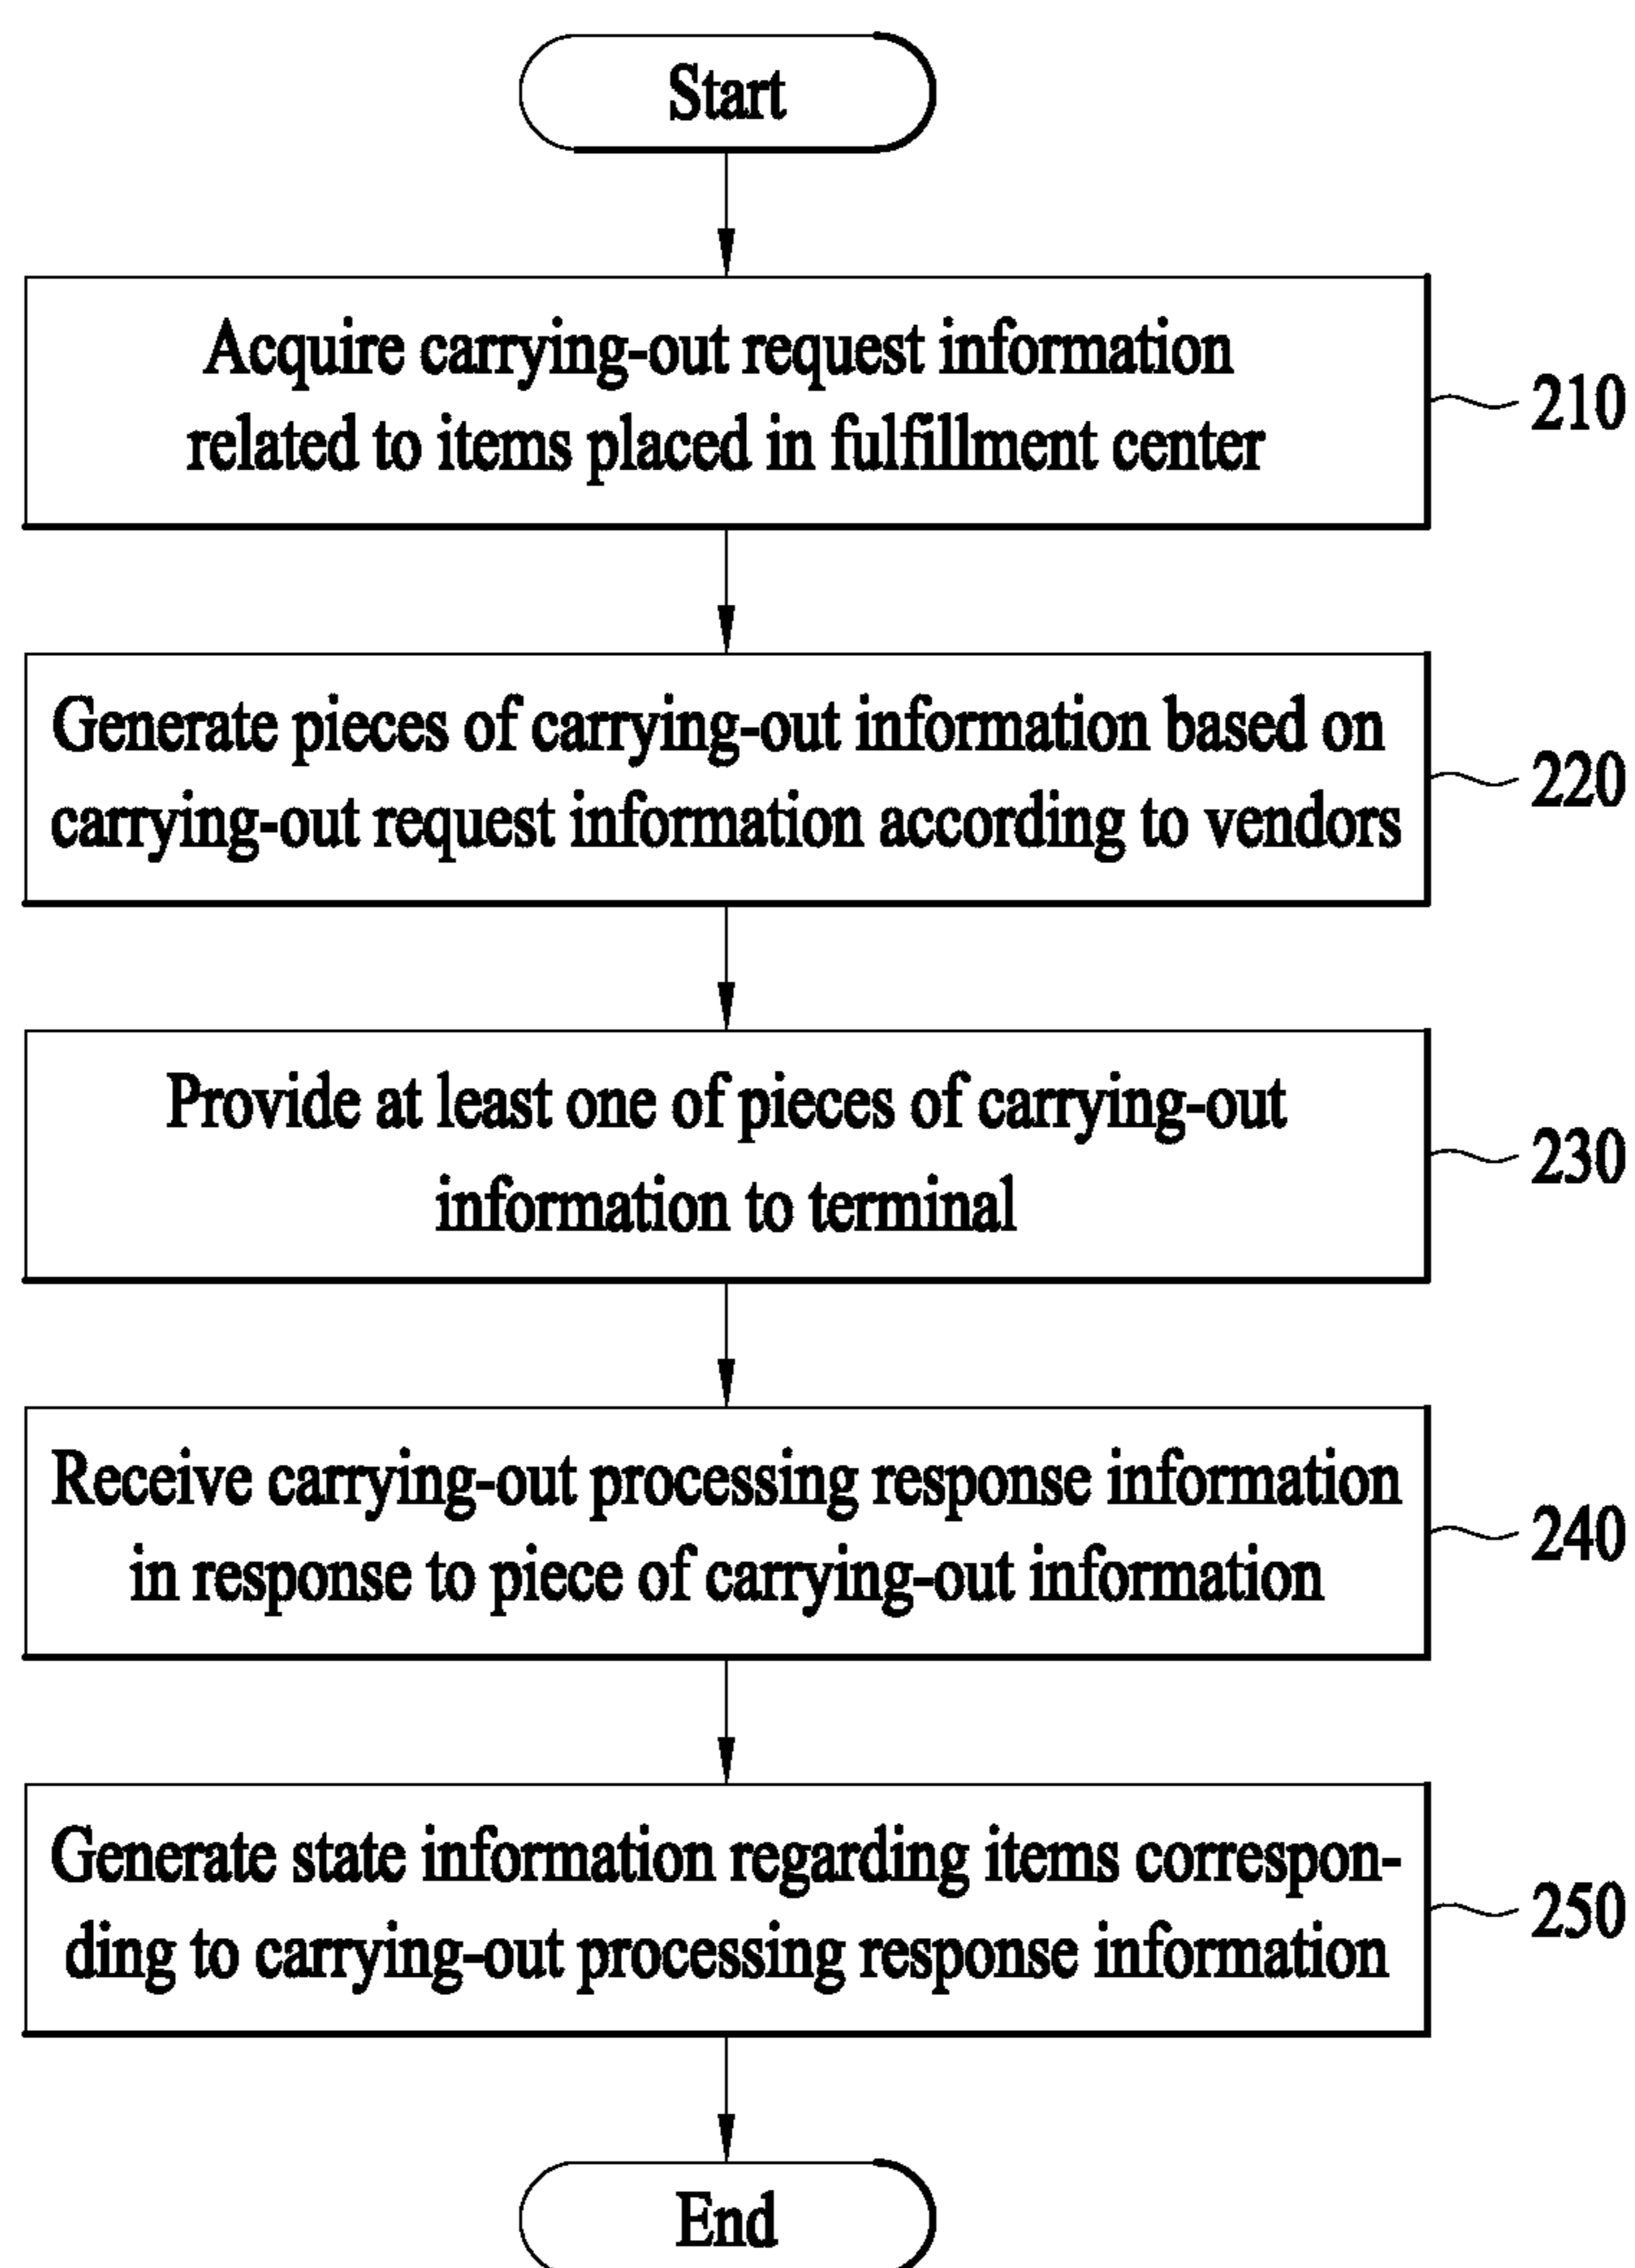 Start
Acquire carrying-out request information
related to items placed in fulfillment center
210
Generate pieces of carrying-out information based on
carrying-out request information according to vendors
220
Provide at least one of pieces of carrying-out
information to terminal
230
Receive carrying-out processing response information
in response to piece of carrying-out information
240
Generate state information regarding items correspon-
ding to carrying-out processing response information
250
End